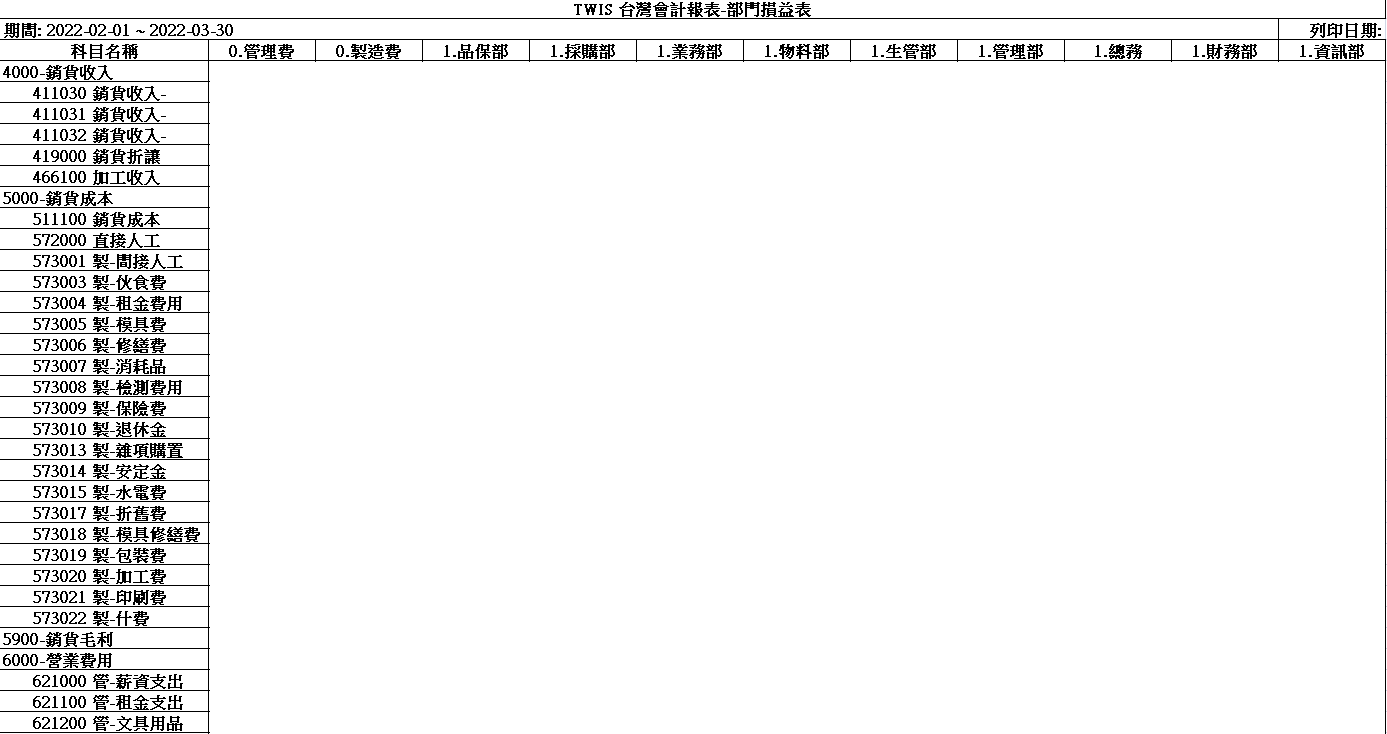 TWIS 台灣會計報表-部門損益表
期間: 2022-02-01 ~ 2022-03-30 列印日期:
科目名稱 0.管理費 0.製造費 1.品保部 1.採購部 1.業務部 1.物料部 1.生管部 1.管理部 1.總務 1.財務部 1.資訊部
4000-銷貨收入
411030 銷貨收入-
411031 銷貨收入-
411032 銷貨收入-
419000 銷貨折讓
466100 加工收入
5000-銷貨成本
511100 銷貨成本
572000 直接人工
573001 製-間接人工
573003 製-伙食費
573004 製-租金費用
573005 製-模具費
573006 製-修繕費
573007 製-消耗品
573008 製-檢測費用
573009 製-保險費
573010 製-退休金
573013 製-雜項購置
573014 製-安定金
573015 製-水電費
573017 製-折舊費
573018 製-模具修繕費
573019 製-包裝費
573020 製-加工費
573021 製-印刷費
573022 製-什費
5900-銷貨毛利
6000-營業費用
621000 管-薪資支出
621100 管-租金支出
621200 管-文具用品